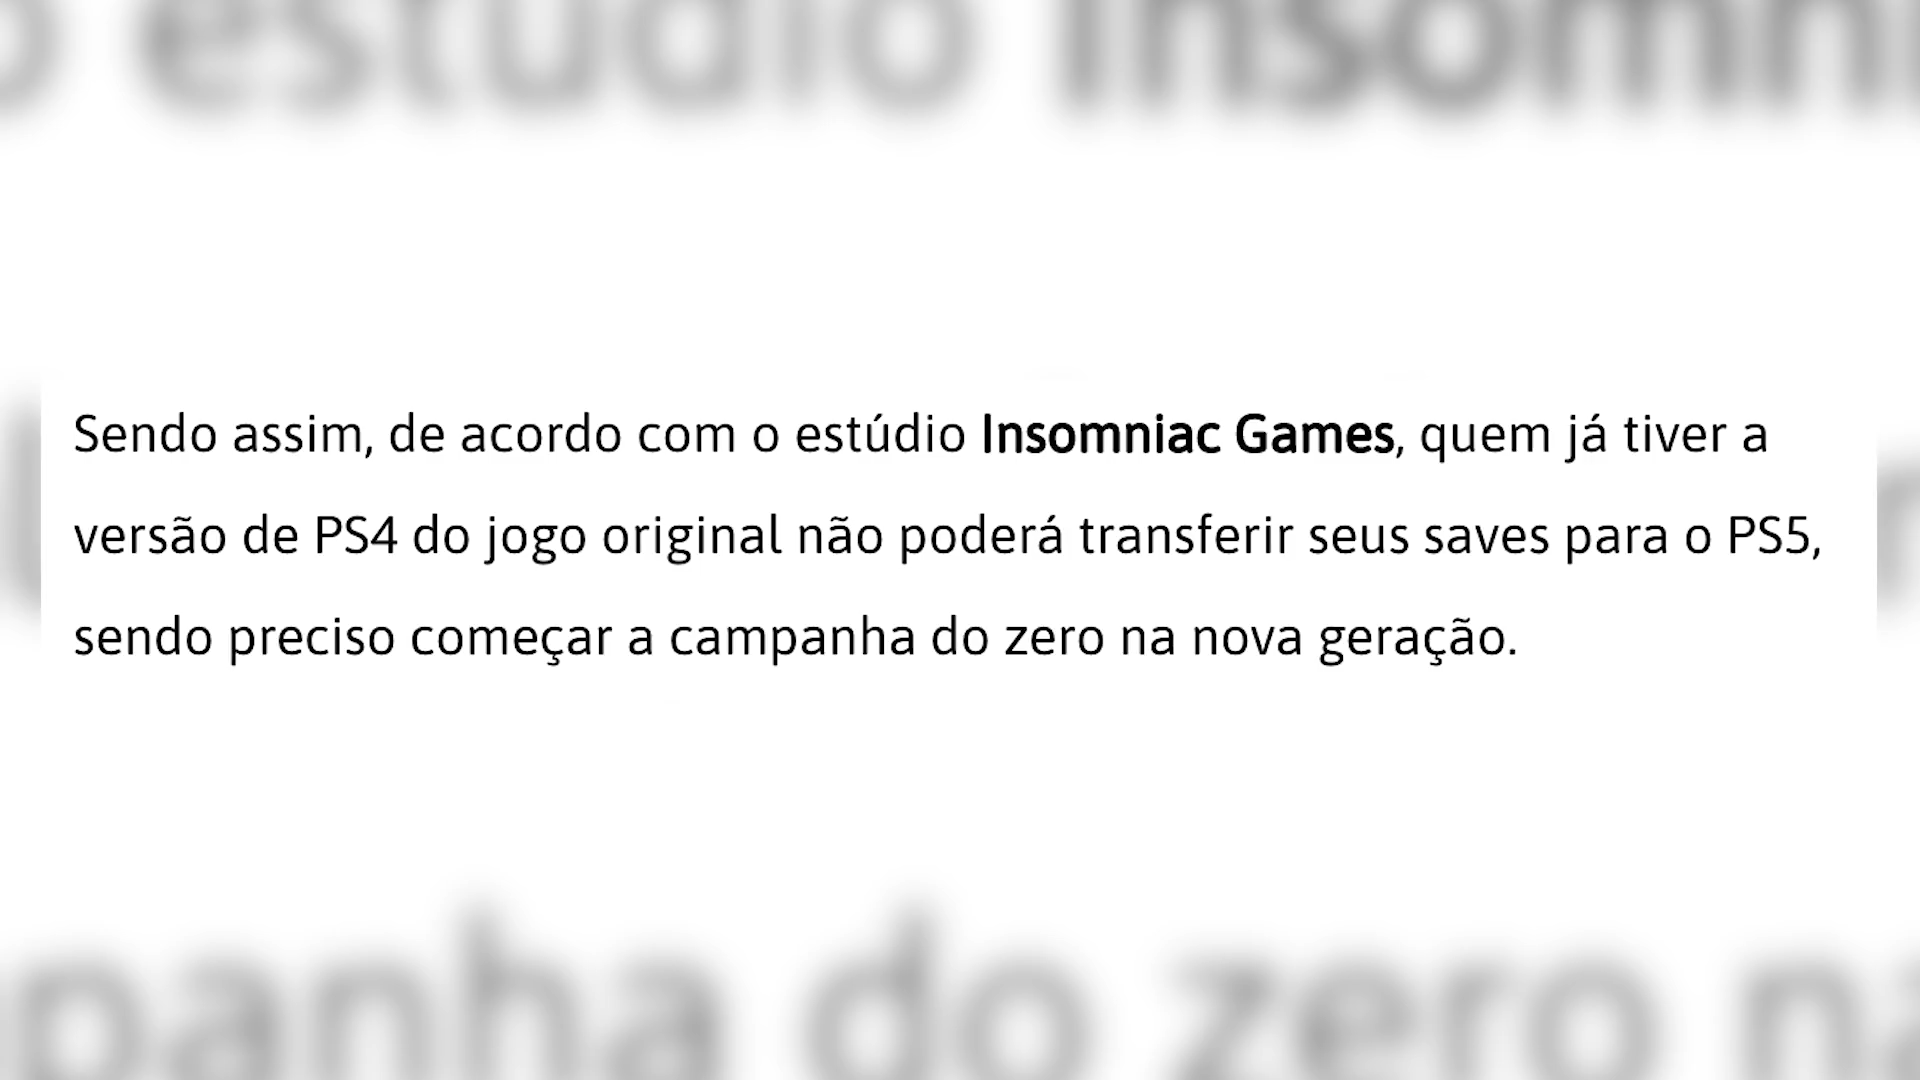 Sendo assim, de acordo com o estúdio Insomniac Games, quem já tiver a
versão de PS4 do jogo original não poderá transferir seus saves para o PS5,
sendo preciso começar a campanha do zero na nova geração.